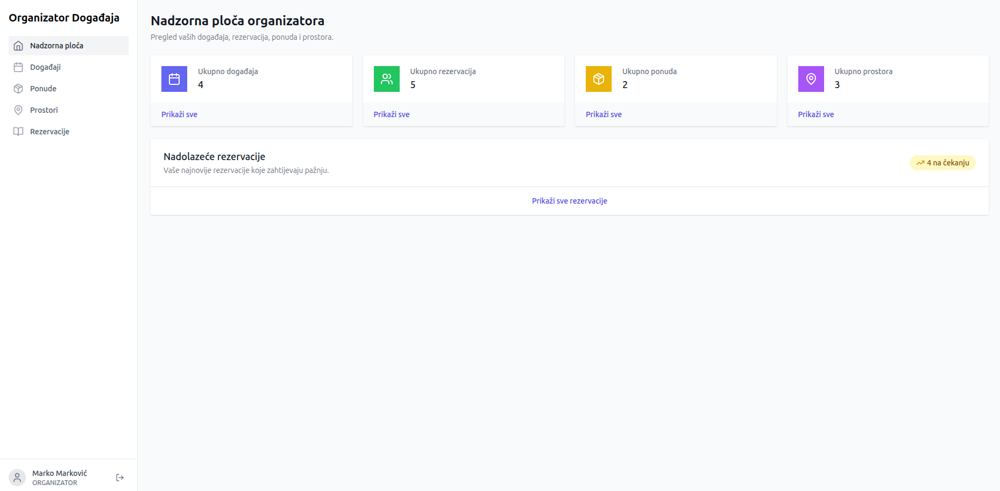 Organizator Događaja
Nadzorna ploča
Događaji
Ponude
Prostori
Rezervacije
Marko Marković
ORGANIZATOR
Nadzorna ploča organizatora
Pregled vaših događaja, rezervacija, ponuda i prostora.
Ukupno događaja
4
Prikaži sve
Ukupno rezervacija
5
Prikaži sve
Ukupno ponuda
2
Prikaži sve
Ukupno prostora
3
Prikaži sve
Nadolazeće rezervacije
Vaše najnovije rezervacije koje zahtijevaju pažnju.
4 na čekanju
Prikaži sve rezervacije